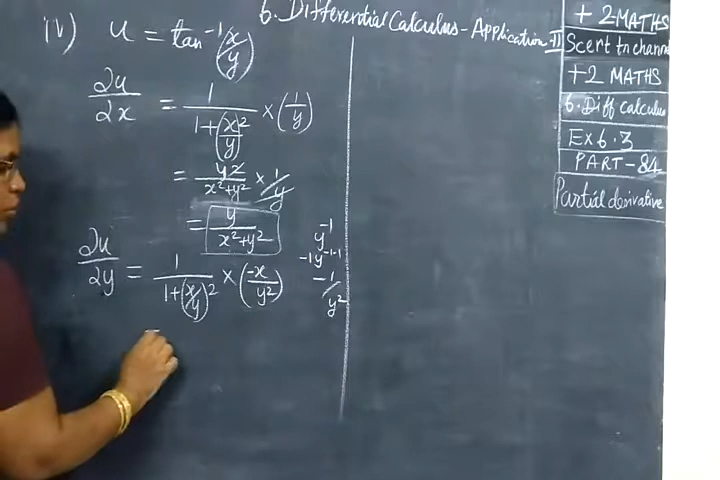 6. Differential Calculus - Application - II
iv) u = tan⁻¹(x/y)
∂u/∂x = 1/(1+(x/y)²) × (1/y)
= y²/(x²+y²) × 1/y
= y/(x²+y²)
∂u/∂y = 1/(1+(x/y)²) × (-x/y²)
y⁻¹
-1y⁻¹⁻¹
-1/y²
+2 MATHS
Scert tn channel
+2 MATHS
6. Diff calculus
Ex 6.3
PART-84
Partial derivative